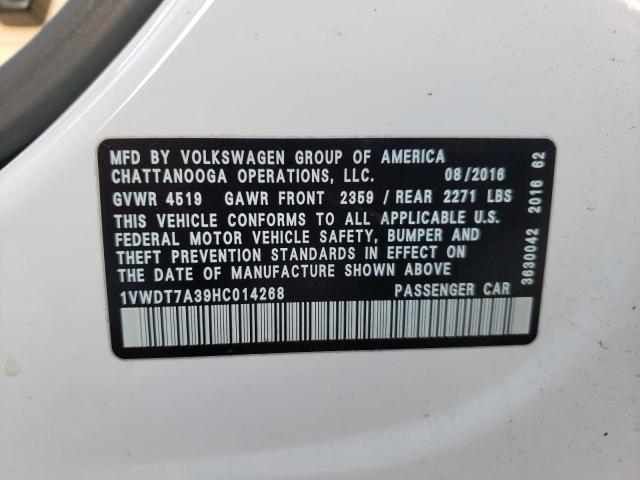 MFD BY VOLKSWAGEN GROUP OF AMERICA
CHATTANOOGA OPERATIONS, LLC. 08/2016
GVWR 4519 GAWR FRONT 2359 / REAR 2271 LBS
THIS VEHICLE CONFORMS TO ALL APPLICABLE U.S.
FEDERAL MOTOR VEHICLE SAFETY, BUMPER AND
THEFT PREVENTION STANDARDS IN EFFECT ON
THE DATE OF MANUFACTURE SHOWN ABOVE
1VWDT7A39HC014268 PASSENGER CAR
3630042 2016 62